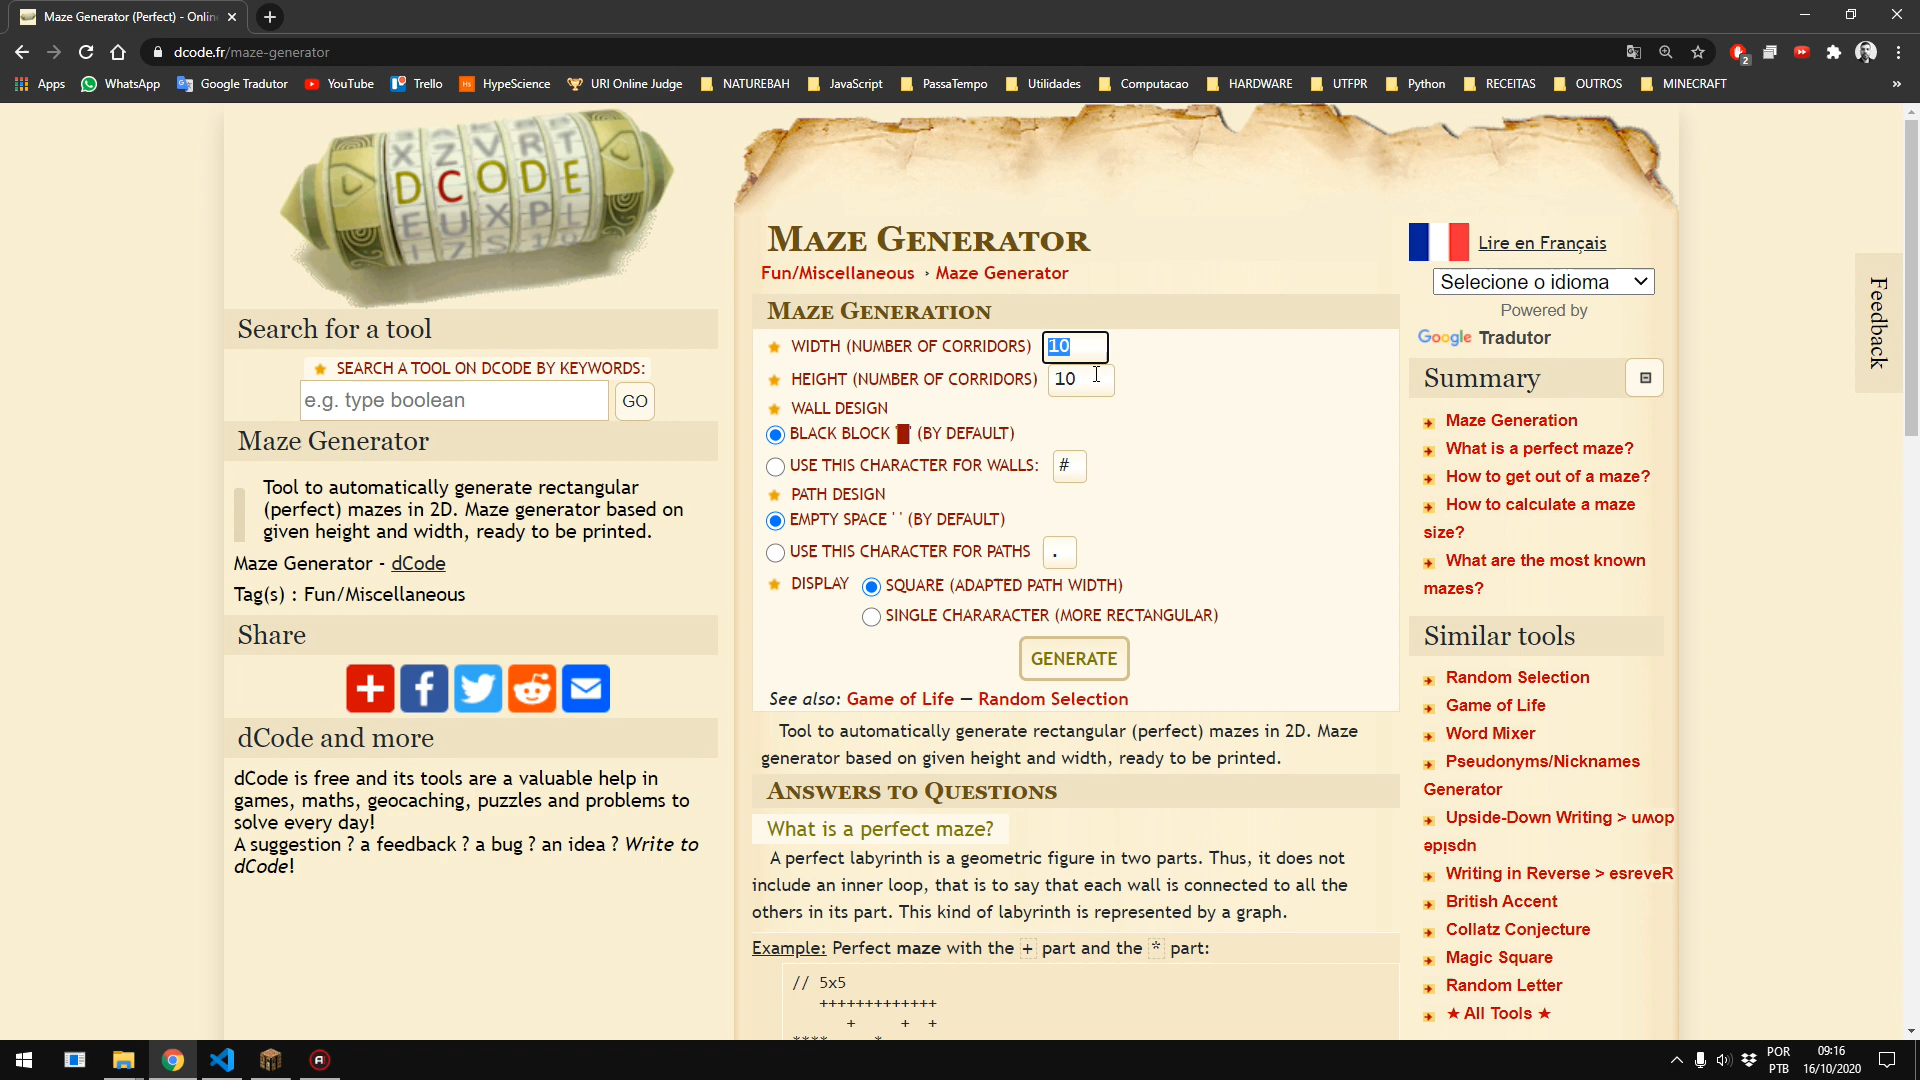 Maze Generator (Perfect) - Onlin
dcode.fr/maze-generator
2
Apps
WhatsApp
Google Tradutor
YouTube
Trello
HypeScience
URI Online Judge
NATUREBAH
JavaScript
PassaTempo
Utilidades
Computacao
HARDWARE
UTFPR
Python
RECEITAS
OUTROS
MINECRAFT
»
X Z V R T
D C O D E
E U X P L
Search for a tool
SEARCH A TOOL ON DCODE BY KEYWORDS:
e.g. type boolean
GO
Maze Generator
Tool to automatically generate rectangular
(perfect) mazes in 2D. Maze generator based on
given height and width, ready to be printed.
Maze Generator - dCode
Tag(s) : Fun/Miscellaneous
Share
dCode and more
dCode is free and its tools are a valuable help in
games, maths, geocaching, puzzles and problems to
solve every day!
A suggestion ? a feedback ? a bug ? an idea ? Write to
dCode!
MAZE GENERATOR
Fun/Miscellaneous › Maze Generator
MAZE GENERATION
WIDTH (NUMBER OF CORRIDORS) 10
HEIGHT (NUMBER OF CORRIDORS) 10
WALL DESIGN
BLACK BLOCK '█' (BY DEFAULT)
USE THIS CHARACTER FOR WALLS: #
PATH DESIGN
EMPTY SPACE ' ' (BY DEFAULT)
USE THIS CHARACTER FOR PATHS .
DISPLAY SQUARE (ADAPTED PATH WIDTH)
SINGLE CHARARACTER (MORE RECTANGULAR)
GENERATE
See also: Game of Life — Random Selection
Tool to automatically generate rectangular (perfect) mazes in 2D. Maze
generator based on given height and width, ready to be printed.
ANSWERS TO QUESTIONS
What is a perfect maze?
A perfect labyrinth is a geometric figure in two parts. Thus, it does not
include an inner loop, that is to say that each wall is connected to all the
others in its part. This kind of labyrinth is represented by a graph.
Example: Perfect maze with the + part and the * part:
// 5x5
+++++++++++++
+ + +
**** *
Lire en Français
Selecione o idioma
Powered by
Google Tradutor
Summary
Maze Generation
What is a perfect maze?
How to get out of a maze?
How to calculate a maze
size?
What are the most known
mazes?
Similar tools
Random Selection
Game of Life
Word Mixer
Pseudonyms/Nicknames
Generator
Upside-Down Writing > uʍop
ǝpısdn
Writing in Reverse > esreveR
British Accent
Collatz Conjecture
Magic Square
Random Letter
★ All Tools ★
Feedback
POR
PTB
09:16
16/10/2020